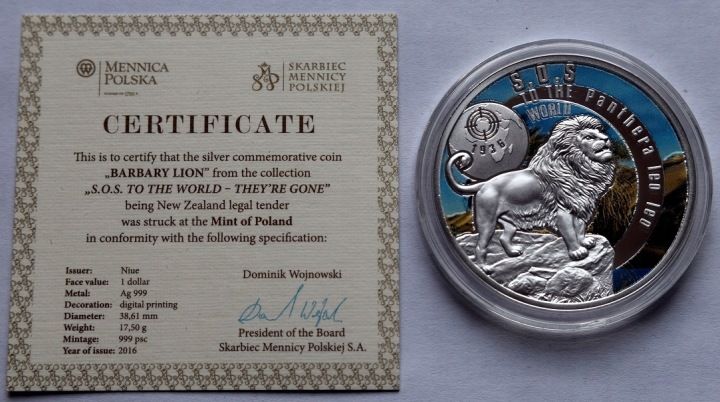 MENNICA
POLSKA
SKARBIEC
MENNICY
POLSKIEJ
CERTIFICATE
This is to certify that the silver commemorative coin
„BARBARY LION” from the collection
„S.O.S. TO THE WORLD – THEY'RE GONE”
being New Zealand legal tender
was struck at the Mint of Poland
in conformity with the following specification:
Issuer: Niue
Face value: 1 dollar
Metal: Ag 999
Decoration: digital printing
Diameter: 38,61 mm
Weight: 17,50 g
Mintage: 999 psc
Year of issue: 2016
Dominik Wojnowski
President of the Board
Skarbiec Mennicy Polskiej S.A.
S.O.S
TO THE
WORLD
Panthera leo leo
1936